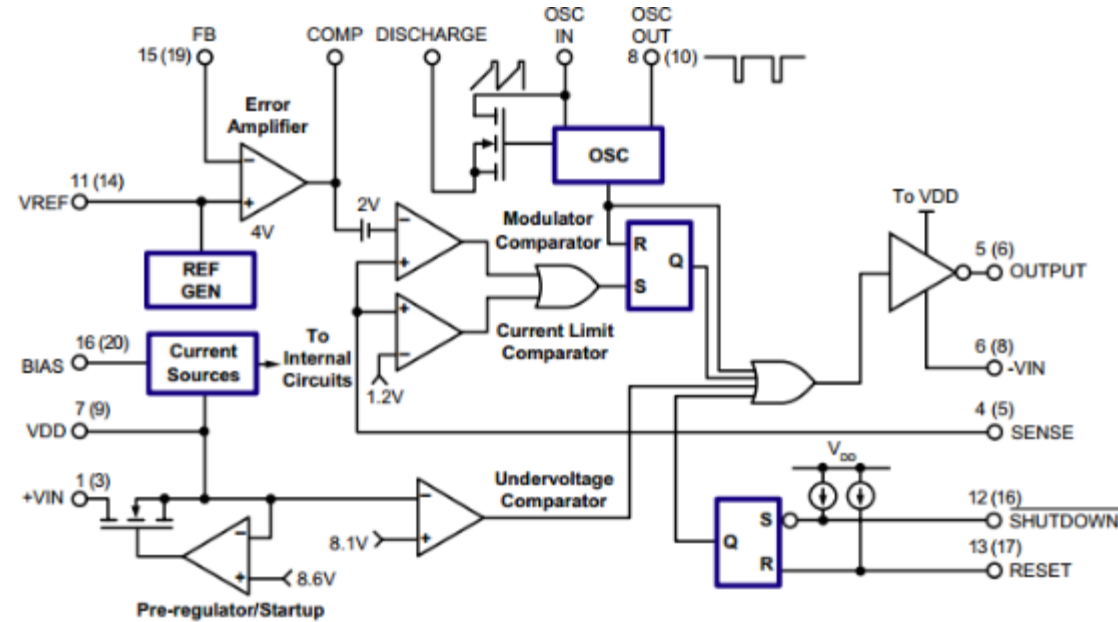 FB
15 (19)
COMP
DISCHARGE
OSC
IN
OSC
OUT
8 (10)
Error
Amplifier
−
+
4V
11 (14)
VREF
REF
GEN
2V
−
+
Modulator
Comparator
OSC
R
Q
S
To VDD
5 (6)
OUTPUT
6 (8)
-VIN
4 (5)
SENSE
16 (20)
BIAS
Current
Sources
To
Internal
Circuits
+
−
1.2V
Current Limit
Comparator
7 (9)
VDD
1 (3)
+VIN
−
+
8.6V
Pre-regulator/Startup
−
+
8.1V
Undervoltage
Comparator
VDD
S
Q
R
12 (16)
SHUTDOWN
13 (17)
RESET